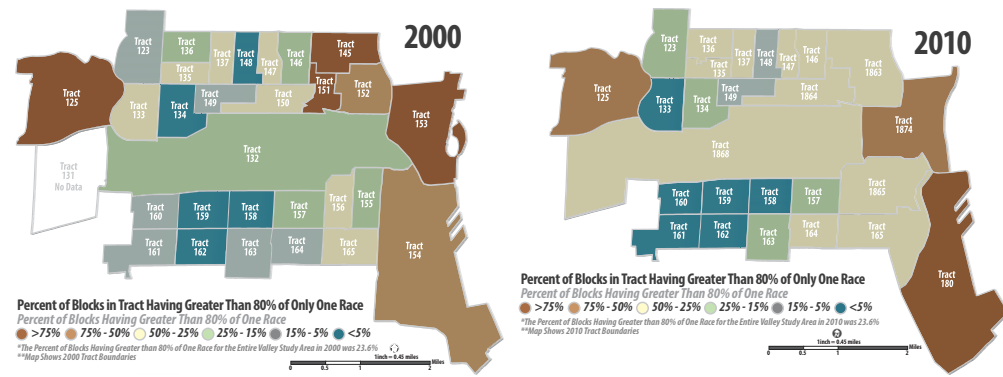 2000
Tract
123
Tract
136
Tract
137
Tract
148
Tract
147
Tract
146
Tract
145
Tract
135
Tract
125
Tract
133
Tract
134
Tract
149
Tract
150
Tract
151
Tract
152
Tract
153
Tract
132
Tract
131
No Data
Tract
160
Tract
159
Tract
158
Tract
157
Tract
156
Tract
155
Tract
161
Tract
162
Tract
163
Tract
164
Tract
165
Tract
154
Percent of Blocks in Tract Having Greater Than 80% of Only One Race
Percent of Blocks Having Greater Than 80% of One Race
>75% 75% - 50% 50% - 25% 25% - 15% 15% - 5% <5%
*The Percent of Blocks Having Greater than 80% of One Race for the Entire Valley Study Area in 2000 was 23.6%
**Map Shows 2000 Tract Boundaries
1inch = 0.45 miles
0 0.5 1 2 Miles
2010
Tract
123
Tract
136
Tract
137
Tract
148
Tract
147
Tract
146
Tract
1863
Tract
135
Tract
125
Tract
133
Tract
134
Tract
149
Tract
1864
Tract
1874
Tract
1868
Tract
160
Tract
159
Tract
158
Tract
157
Tract
1865
Tract
161
Tract
162
Tract
163
Tract
164
Tract
165
Tract
180
Percent of Blocks in Tract Having Greater Than 80% of Only One Race
Percent of Blocks Having Greater Than 80% of One Race
>75% 75% - 50% 50% - 25% 25% - 15% 15% - 5% <5%
*The Percent of Blocks Having Greater than 80% of One Race for the Entire Valley Study Area in 2010 was 23.6%
**Map Shows 2010 Tract Boundaries
1inch = 0.45 miles
0 0.5 1 2 Miles